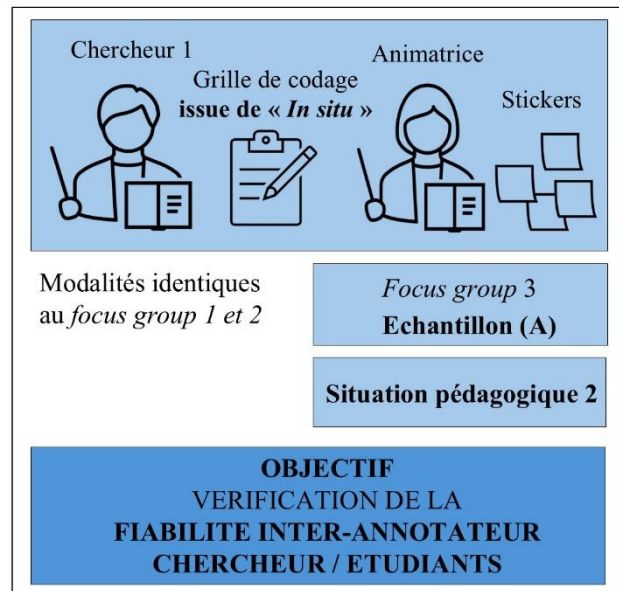 Chercheur 1
Animatrice
Grille de codage
issue de « In situ »
Stickers
Modalités identiques
au focus group 1 et 2
Focus group 3
Echantillon (A)
Situation pédagogique 2
OBJECTIF
VERIFICATION DE LA
FIABILITE INTER-ANNOTATEUR
CHERCHEUR / ETUDIANTS